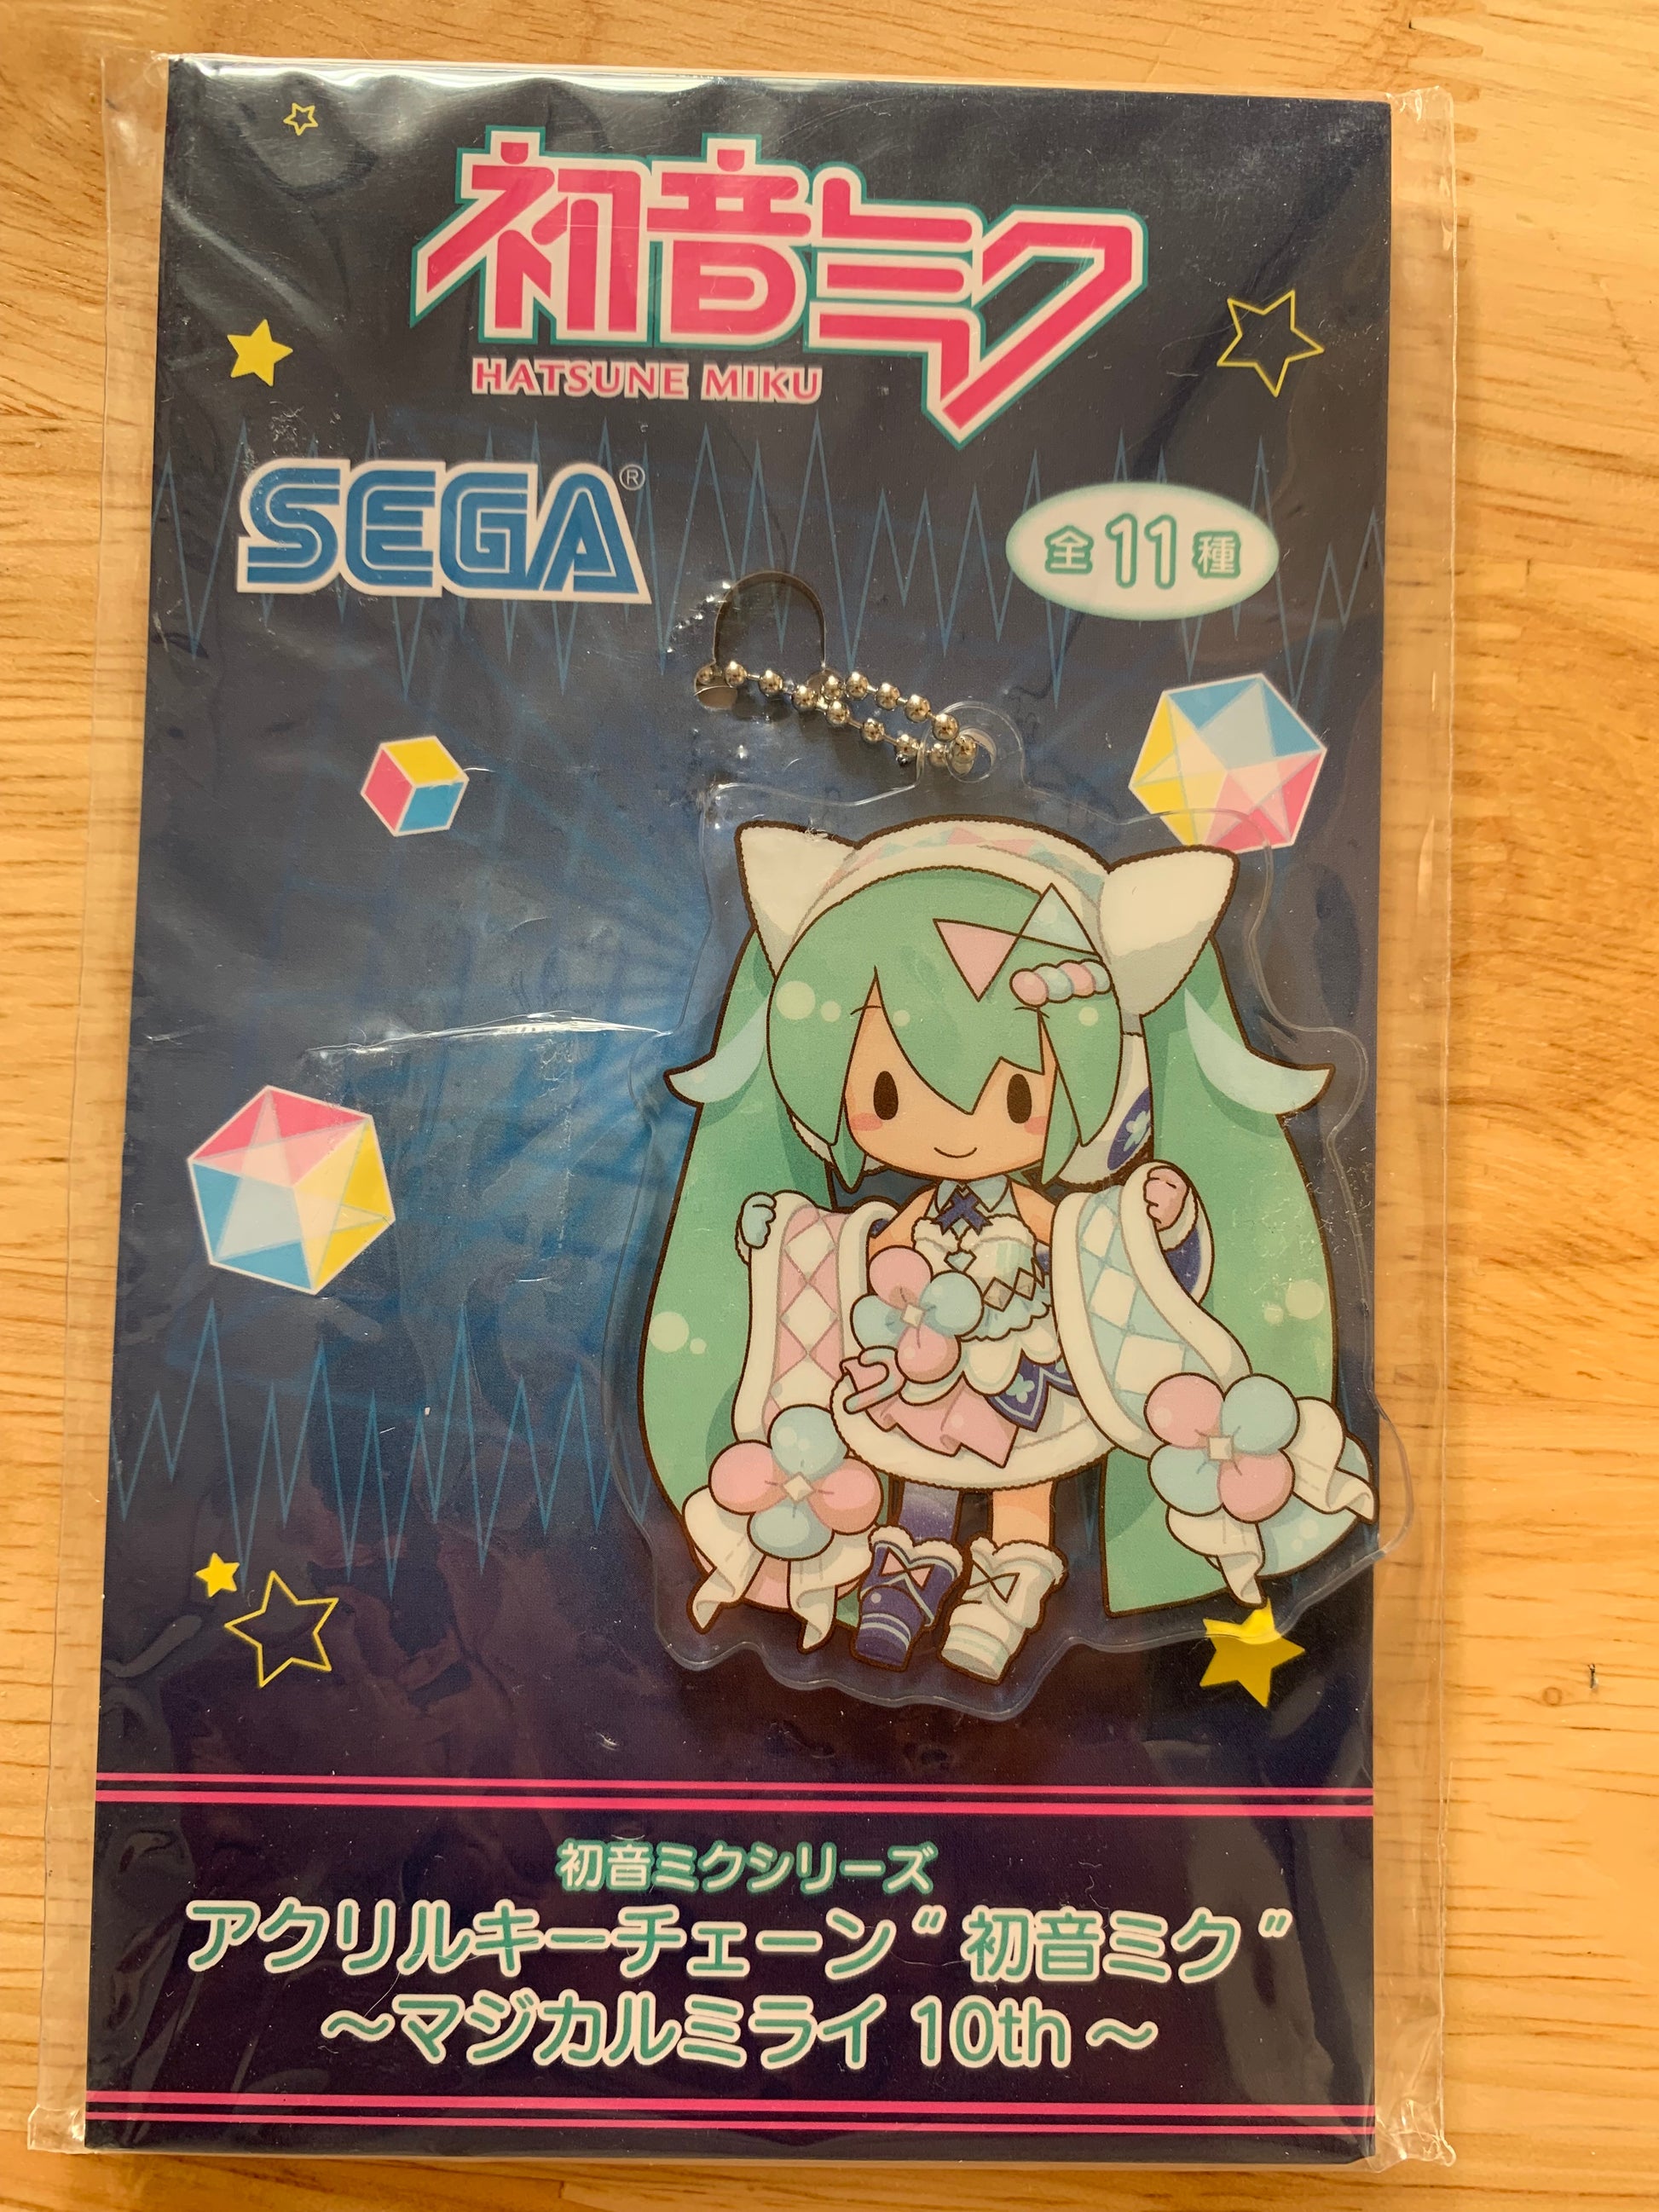 初音ミク
HATSUNE MIKU
SEGA®
全11種
初音ミクシリーズ
アクリルキーチェーン“初音ミク”
～マジカルミライ 10th～